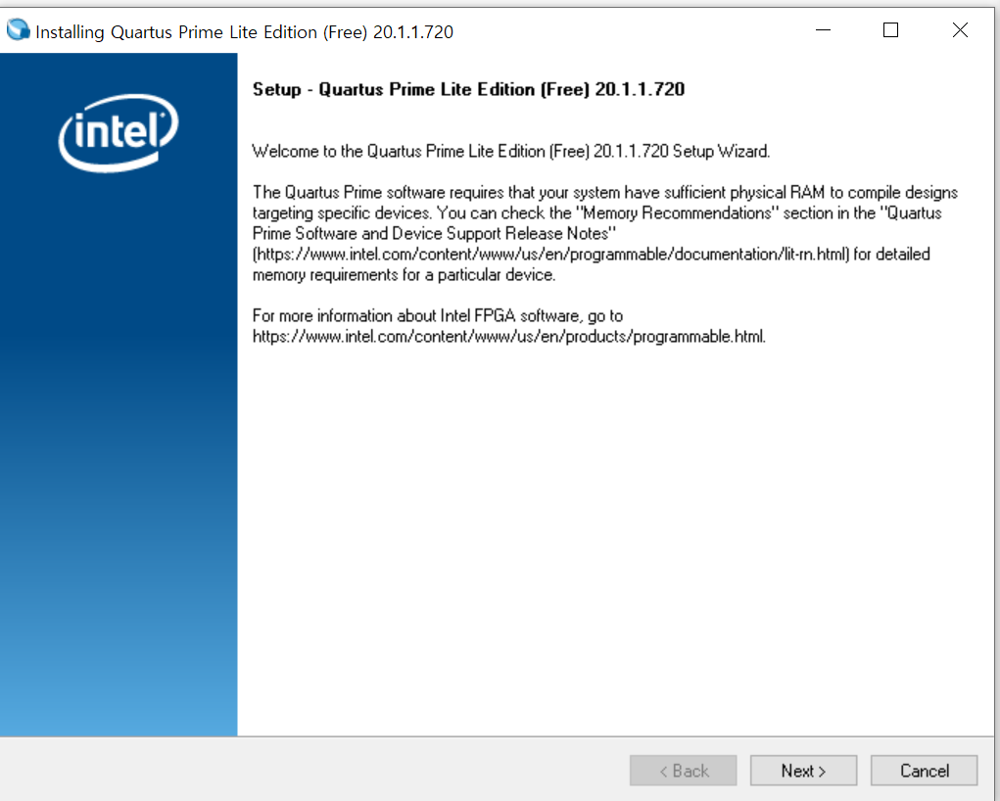 Installing Quartus Prime Lite Edition (Free) 20.1.1.720
intel
Setup - Quartus Prime Lite Edition (Free) 20.1.1.720
Welcome to the Quartus Prime Lite Edition (Free) 20.1.1.720 Setup Wizard.
The Quartus Prime software requires that your system have sufficient physical RAM to compile designs
targeting specific devices. You can check the "Memory Recommendations" section in the "Quartus
Prime Software and Device Support Release Notes"
(https://www.intel.com/content/www/us/en/programmable/documentation/lit-rn.html) for detailed
memory requirements for a particular device.
For more information about Intel FPGA software, go to
https://www.intel.com/content/www/us/en/products/programmable.html.
< Back
Next >
Cancel